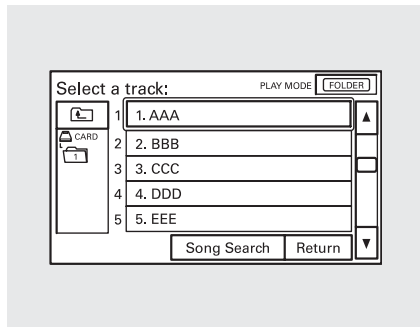 Select a track: PLAY MODE FOLDER
1 1. AAA
CARD
2 2. BBB
1
3 3. CCC
4 4. DDD
5 5. EEE
Song Search Return